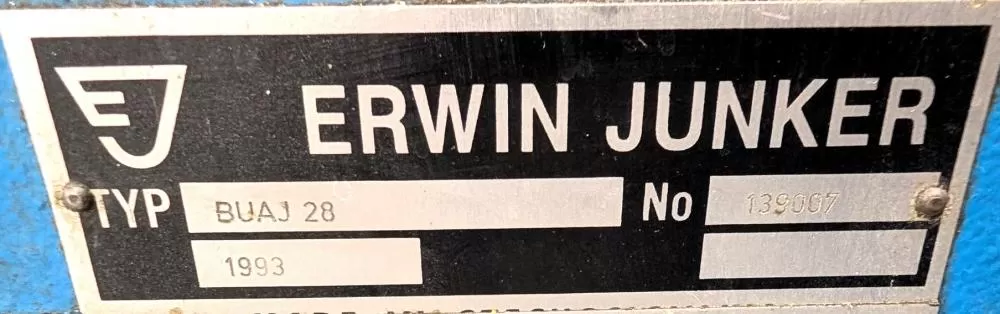 ERWIN JUNKER
TYP BUAJ 28 No 139007
1993